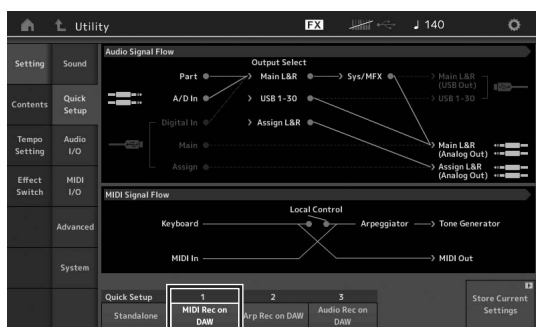 Utility
FX
♩ 140
Setting
Sound
Contents
Quick
Setup
Tempo
Setting
Audio
I/O
Effect
Switch
MIDI
I/O
Advanced
System
Audio Signal Flow
Output Select
Part
Main L&R
Sys/MFX
Main L&R
(USB Out)
A/D In
USB 1-30
USB 1-30
Digital In
Assign L&R
Main
Main L&R
(Analog Out)
Assign
Assign L&R
(Analog Out)
MIDI Signal Flow
Local Control
Keyboard
Arpeggiator
Tone Generator
MIDI In
MIDI Out
Quick Setup
1
2
3
Standalone
MIDI Rec on
DAW
Arp Rec on DAW
Audio Rec on
DAW
Store Current
Settings